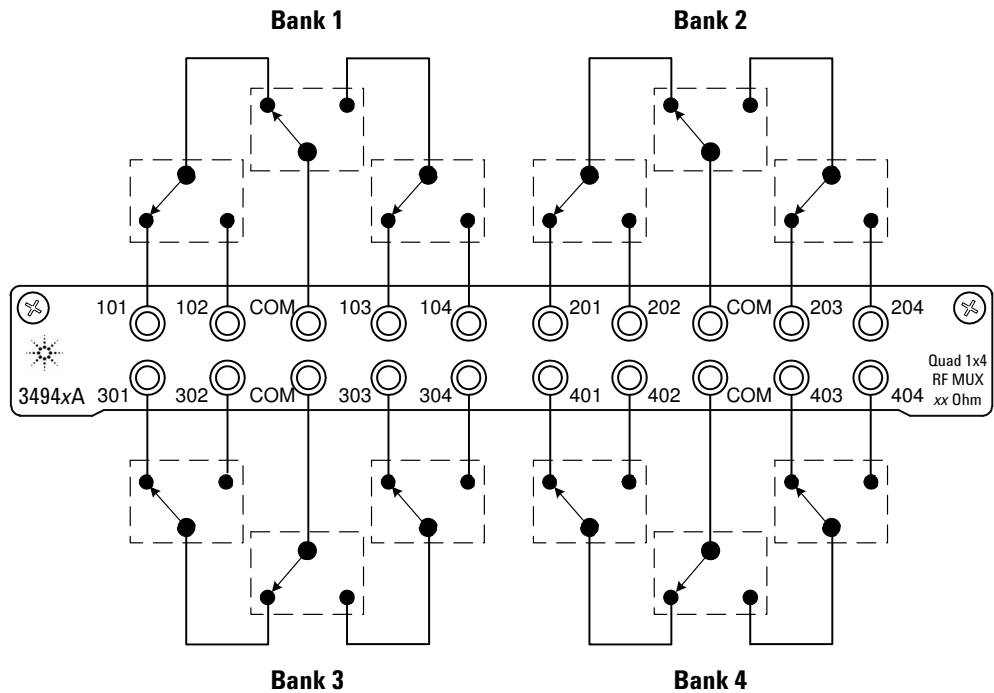 Bank 1
Bank 2
101
102
COM
103
104
201
202
COM
203
204
3494xA
301
302
COM
303
304
401
402
COM
403
404
Quad 1x4
RF MUX
xx Ohm
Bank 3
Bank 4